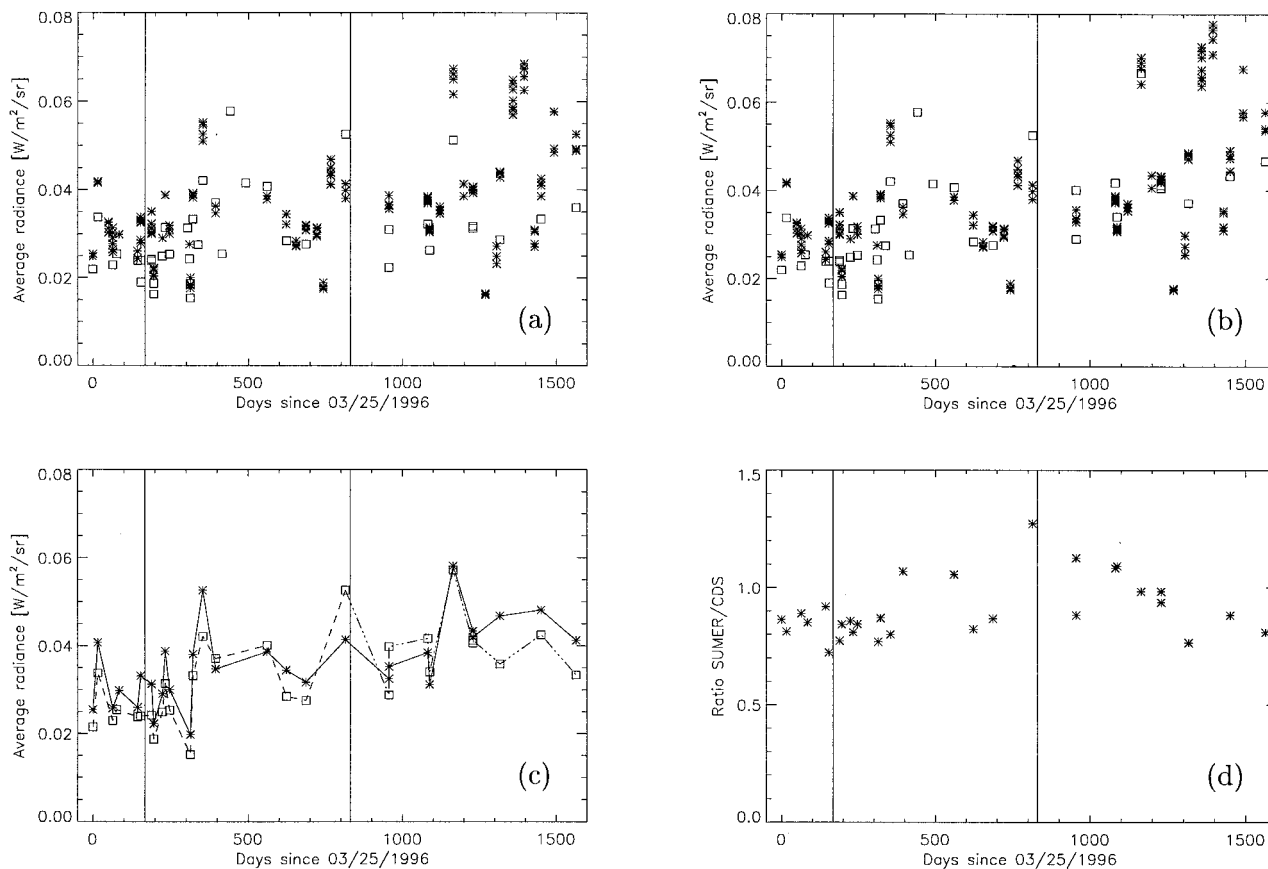 0.08
0.06
0.04
0.02
0.00
Average radiance [W/m²/sr]
0
500
1000
1500
Days since 03/25/1996
(a)
0.08
0.06
0.04
0.02
0.00
Average radiance [W/m²/sr]
0
500
1000
1500
Days since 03/25/1996
(b)
0.08
0.06
0.04
0.02
0.00
Average radiance [W/m²/sr]
0
500
1000
1500
Days since 03/25/1996
(c)
1.5
1.0
0.5
0.0
Ratio SUMER/CDS
0
500
1000
1500
Days since 03/25/1996
(d)